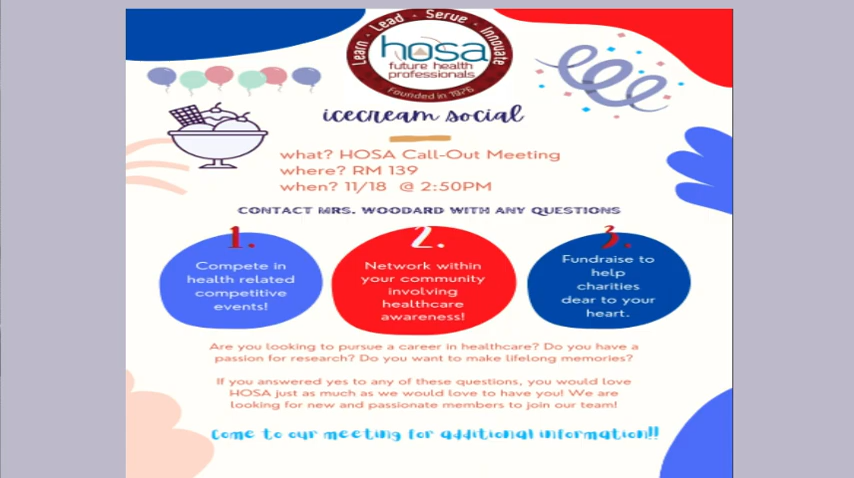 Learn · Lead · Serve · Innovate
hosa
future health
professionals
Founded in 1976
icecream social
what? HOSA Call-Out Meeting
where? RM 139
when? 11/18 @ 2:50PM
CONTACT MRS. WOODARD WITH ANY QUESTIONS
1.
Compete in
health related
competitive
events!
2.
Network within
your community
involving
healthcare
awareness!
3.
Fundraise to
help
charities
dear to your
heart.
Are you looking to pursue a career in healthcare? Do you have a
passion for research? Do you want to make lifelong memories?
If you answered yes to any of these questions, you would love
HOSA just as much as we would love to have you! We are
looking for new and passionate members to join our team!
Come to our meeting for additional information!!